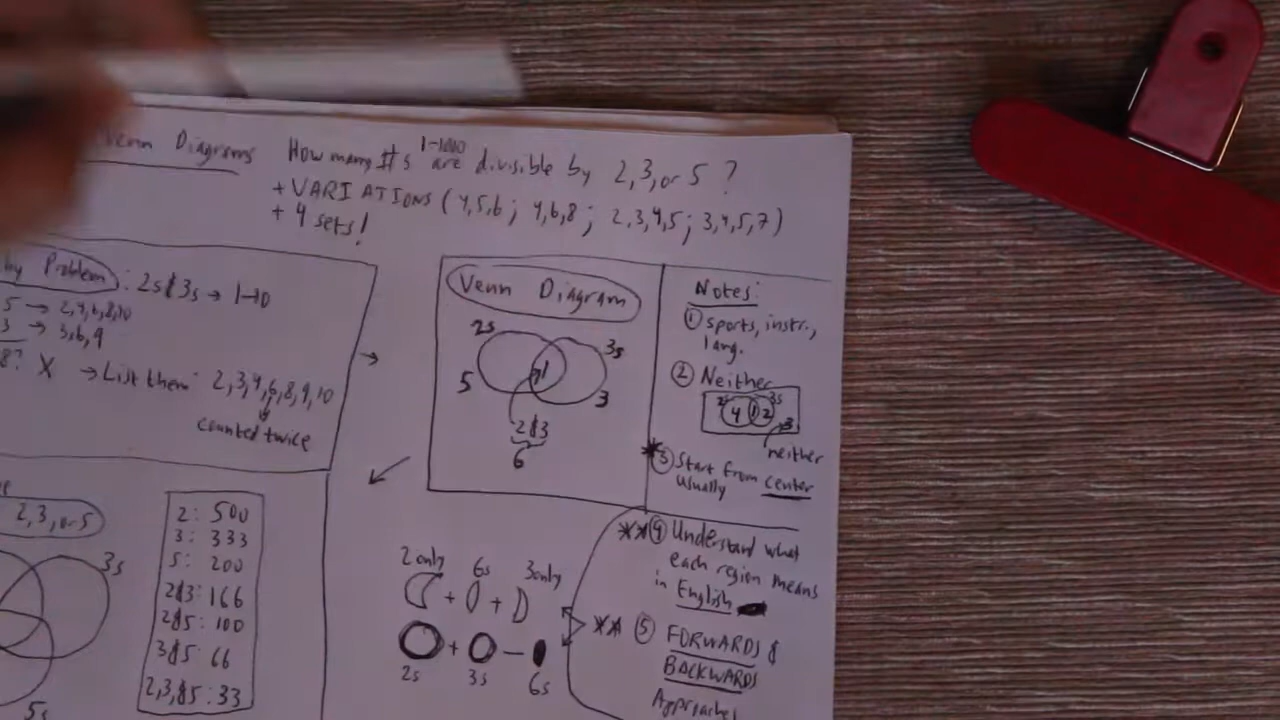 Venn Diagrams
How many #s 1-1000 are divisible by 2,3, or 5?
+ VARIATIONS (4,5,6; 4,6,8; 2,3,4,5; 3,4,5,7)
+ 4 sets!
by Problem: 2s & 3s → 1→10
5 → 2,4,6,8,10
3 → 3,6,9
8? X → List them: 2,3,4,6,8,9,10
counted twice
→
Venn Diagram
2s
3s
5
1
3
2&3
6
Notes:
① sports, instr.,
lang.
② Neither
2s 3s
4 1 2
3
neither
* ③ Start from center
usually
** ④ Understand what
each region means
in English
** ⑤ FORWARDS &
BACKWARDS
Approaches
2,3, or 5
3s
5s
2: 500
3: 333
5: 200
2&3: 166
2&5: 100
3&5: 66
2,3,&5: 33
2 only 6s 3 only
+ +
+ −
2s 3s 6s